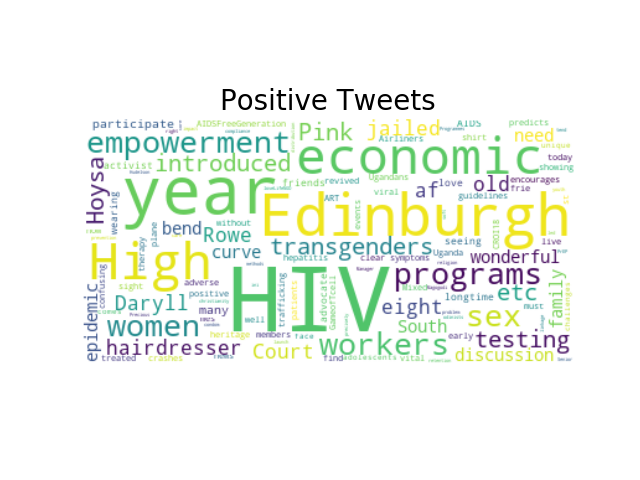 Positive Tweets
participate
AIDSFreeGeneration
Pink
jailed
AIDS
predicts
empowerment
Airliners
shirt
need
unique
activist
introduced
economic
today
showing
Hoysa
year
friends
revived
Ugandans
viral
af
love
old
encourages
frie
wearing
ART
guidelines
Edinburgh
without
events
bend
Rowe
plane
transgenders
seeing
CROI18
live
High
therapy
curve
hepatitis
clear symptoms
Uganda
wonderful
confusing
sight
adverse
HIV
programs
epidemic
Daryll
positive
trafficking
patients
advocate
Gameofficell
Mixed
eight
longtime
etc
family
challenges
women
many
well
South
sex
must
heritage
members
face
workers
early
testing
hairdresser
Court
discussion
treated
crashes
find
adolescents
vital